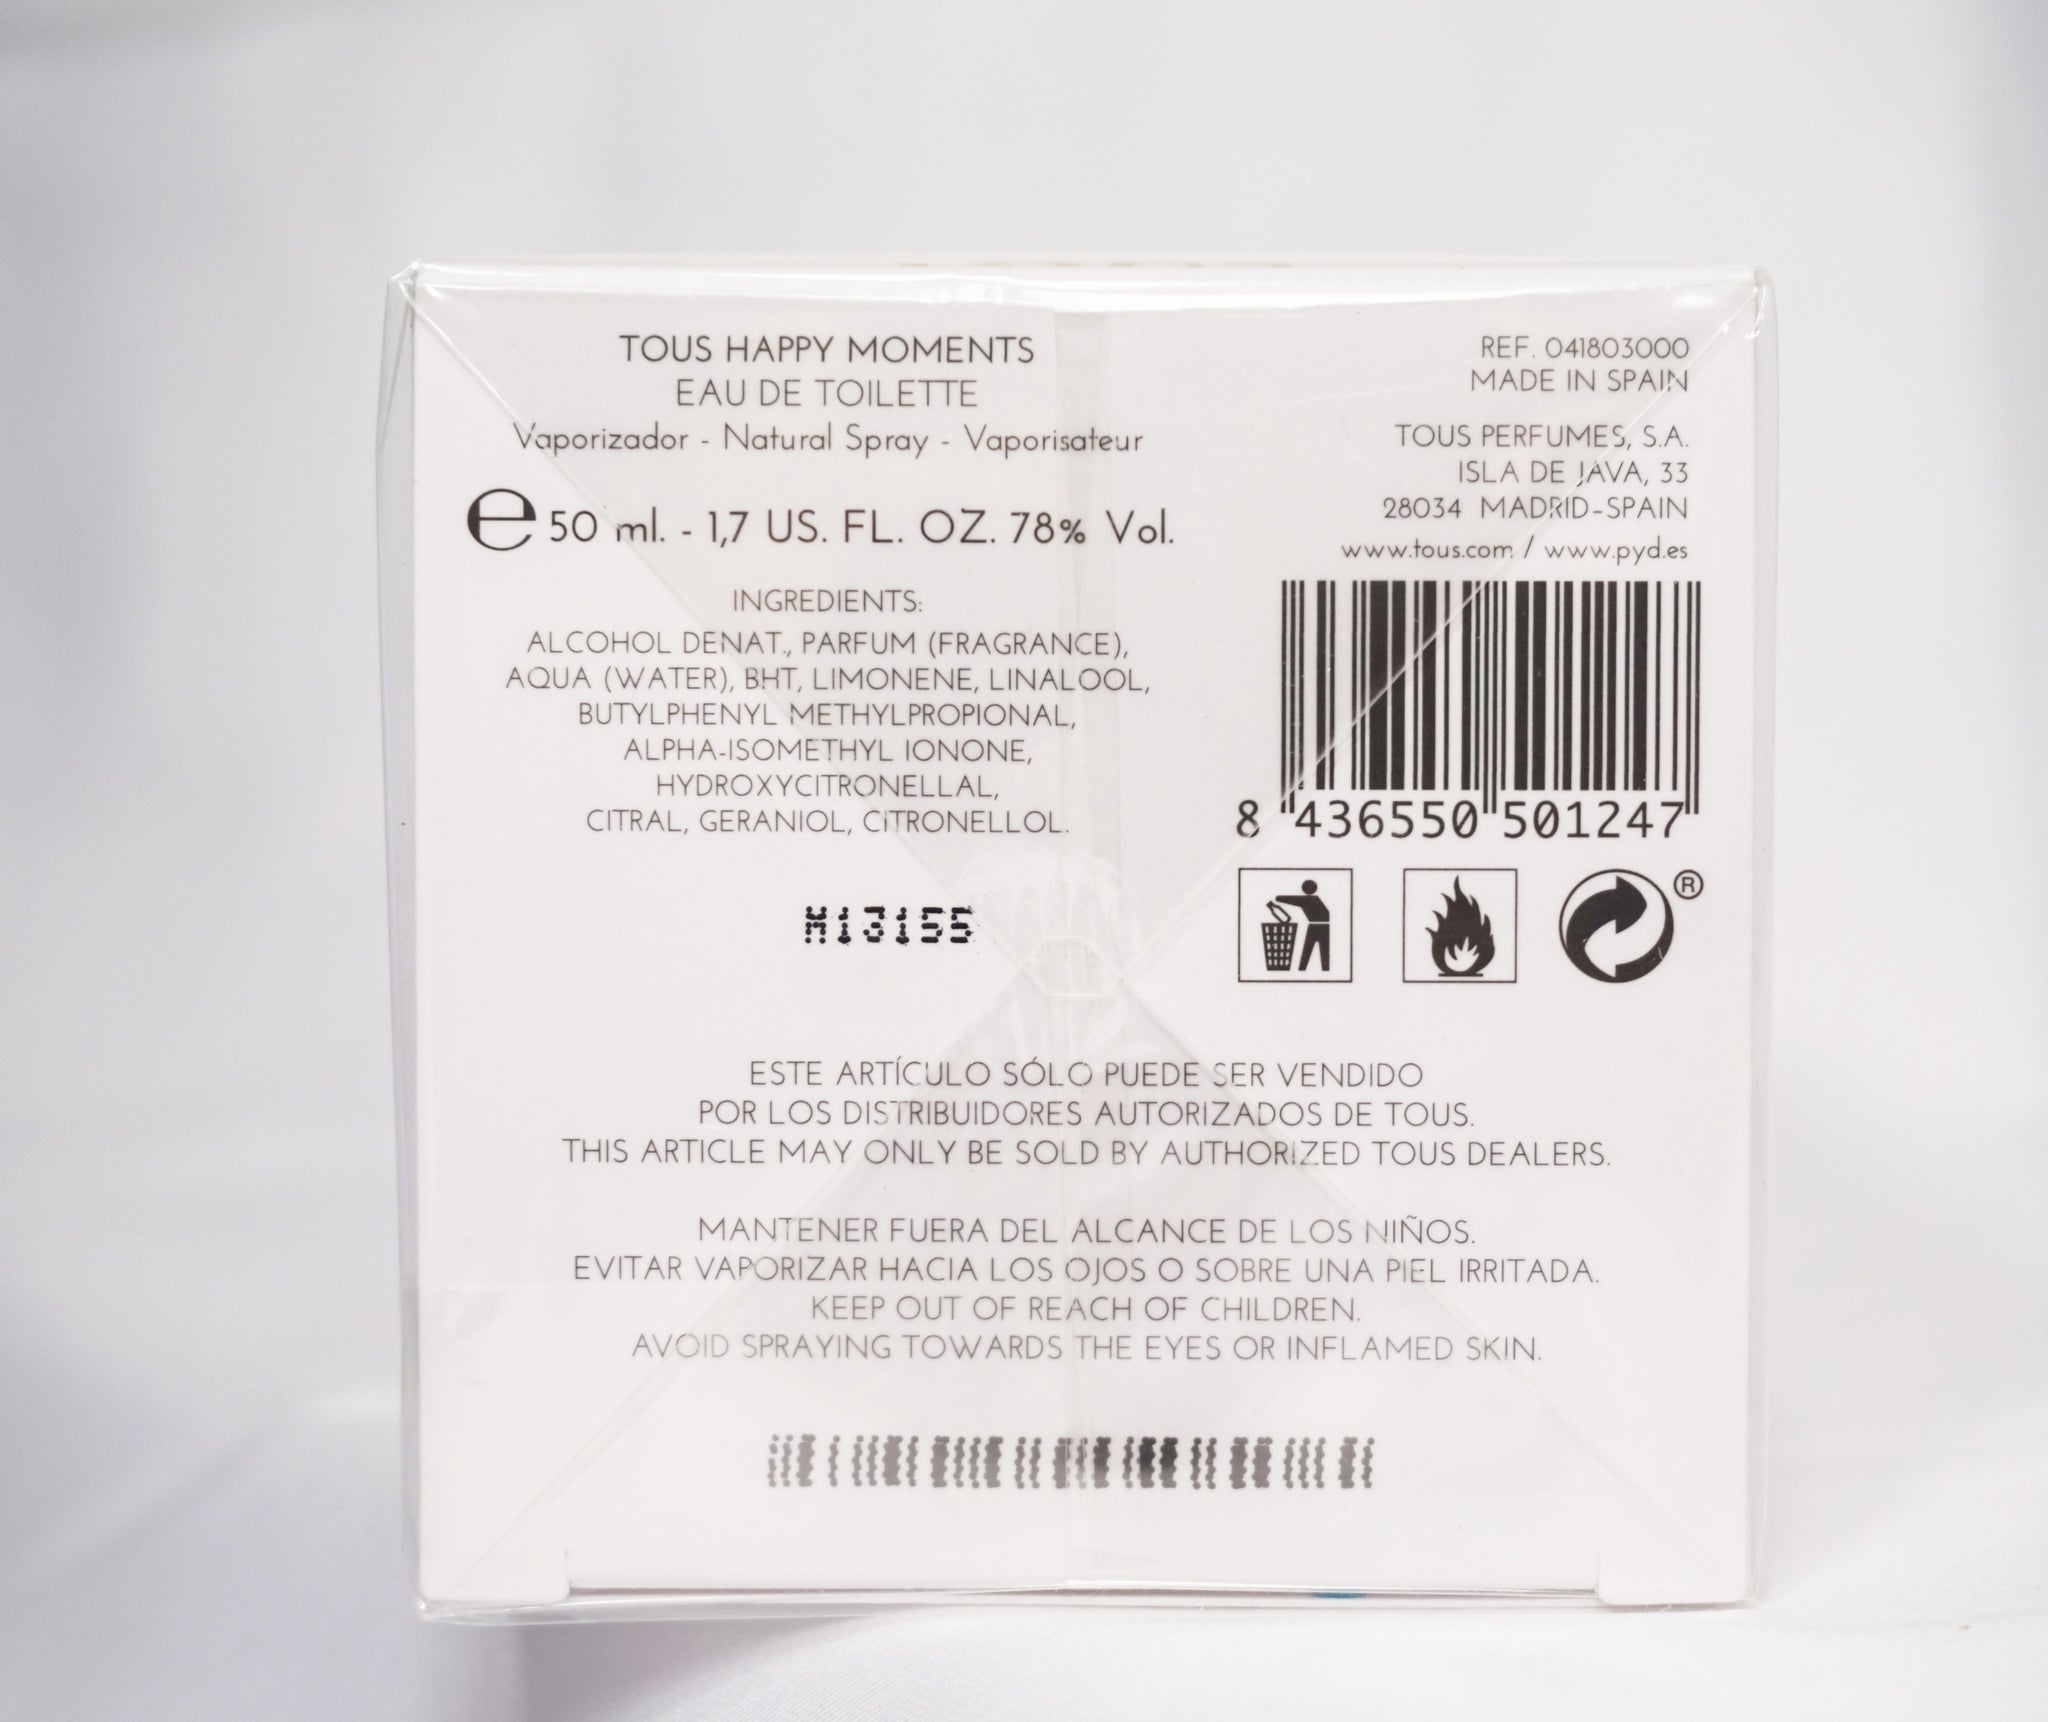 TOUS HAPPY MOMENTS
EAU DE TOILETTE
Vaporizador - Natural Spray - Vaporisateur
℮ 50 ml. - 1,7 US. FL. OZ. 78% Vol.
INGREDIENTS:
ALCOHOL DENAT., PARFUM (FRAGRANCE),
AQUA (WATER), BHT, LIMONENE, LINALOOL,
BUTYLPHENYL METHYLPROPIONAL,
ALPHA-ISOMETHYL IONONE,
HYDROXYCITRONELLAL,
CITRAL, GERANIOL, CITRONELLOL.
M13155
REF. 041803000
MADE IN SPAIN
TOUS PERFUMES, S.A.
ISLA DE JAVA, 33
28034 MADRID-SPAIN
www.tous.com / www.pyd.es
8 436550 501247
®
ESTE ARTÍCULO SÓLO PUEDE SER VENDIDO
POR LOS DISTRIBUIDORES AUTORIZADOS DE TOUS.
THIS ARTICLE MAY ONLY BE SOLD BY AUTHORIZED TOUS DEALERS.
MANTENER FUERA DEL ALCANCE DE LOS NIÑOS.
EVITAR VAPORIZAR HACIA LOS OJOS O SOBRE UNA PIEL IRRITADA.
KEEP OUT OF REACH OF CHILDREN.
AVOID SPRAYING TOWARDS THE EYES OR INFLAMED SKIN.